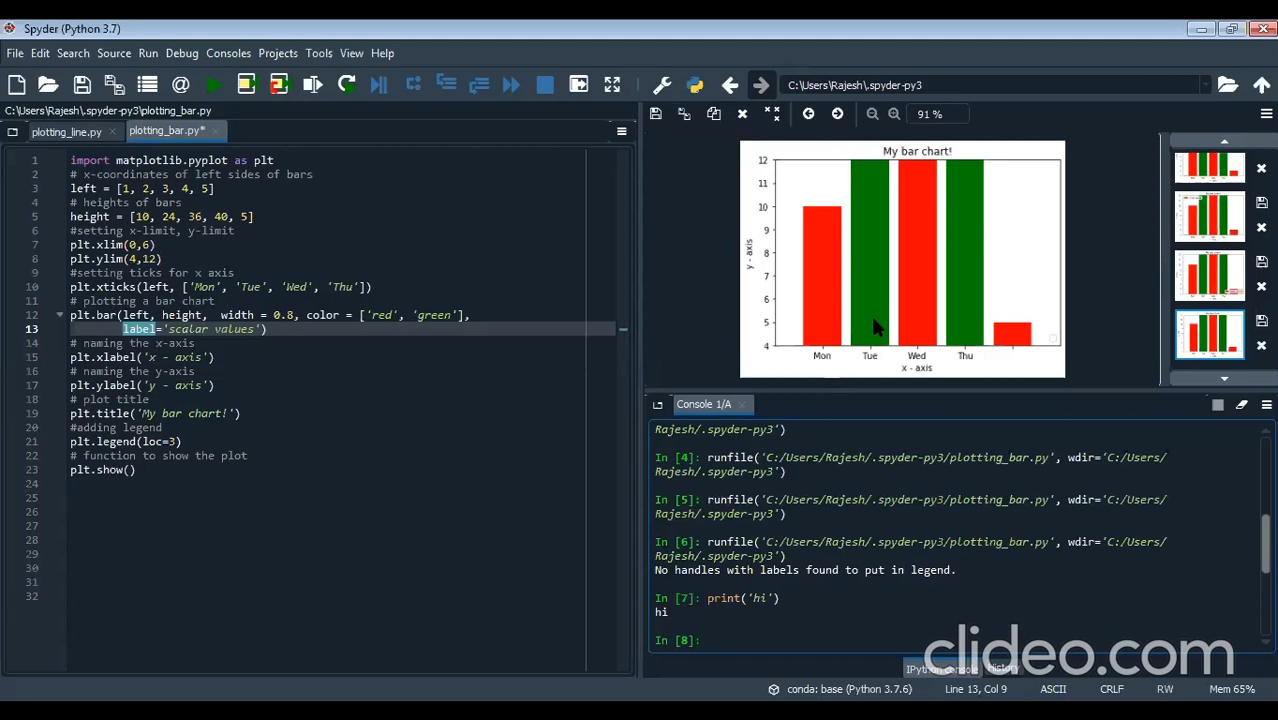 Spyder (Python 3.7)
File Edit Search Source Run Debug Consoles Projects Tools View Help
C:\Users\Rajesh\.spyder-py3
C:\Users\Rajesh\.spyder-py3\plotting_bar.py
plotting_line.py plotting_bar.py*
1 import matplotlib.pyplot as plt
2 # x-coordinates of left sides of bars
3 left = [1, 2, 3, 4, 5]
4 # heights of bars
5 height = [10, 24, 36, 40, 5]
6 #setting x-limit, y-limit
7 plt.xlim(0,6)
8 plt.ylim(4,12)
9 #setting ticks for x axis
10 plt.xticks(left, ['Mon', 'Tue', 'Wed', 'Thu'])
11 # plotting a bar chart
12 plt.bar(left, height,  width = 0.8, color = ['red', 'green'],
13 label='scalar values')
14 # naming the x-axis
15 plt.xlabel('x - axis')
16 # naming the y-axis
17 plt.ylabel('y - axis')
18 # plot title
19 plt.title('My bar chart!')
20 #adding legend
21 plt.legend(loc=3)
22 # function to show the plot
23 plt.show()
24
25
26
27
28
29
30
31
32
91 %
My bar chart!
12
11
10
9
8
7
6
5
4
y - axis
Mon Tue Wed Thu
x - axis
Console 1/A
Rajesh/.spyder-py3')
In [4]: runfile('C:/Users/Rajesh/.spyder-py3/plotting_bar.py', wdir='C:/Users/
Rajesh/.spyder-py3')
In [5]: runfile('C:/Users/Rajesh/.spyder-py3/plotting_bar.py', wdir='C:/Users/
Rajesh/.spyder-py3')
In [6]: runfile('C:/Users/Rajesh/.spyder-py3/plotting_bar.py', wdir='C:/Users/
Rajesh/.spyder-py3')
No handles with labels found to put in legend.
In [7]: print('hi')
hi
In [8]:
clideo.com
IPython console History
conda: base (Python 3.7.6) Line 13, Col 9 ASCII CRLF RW Mem 65%